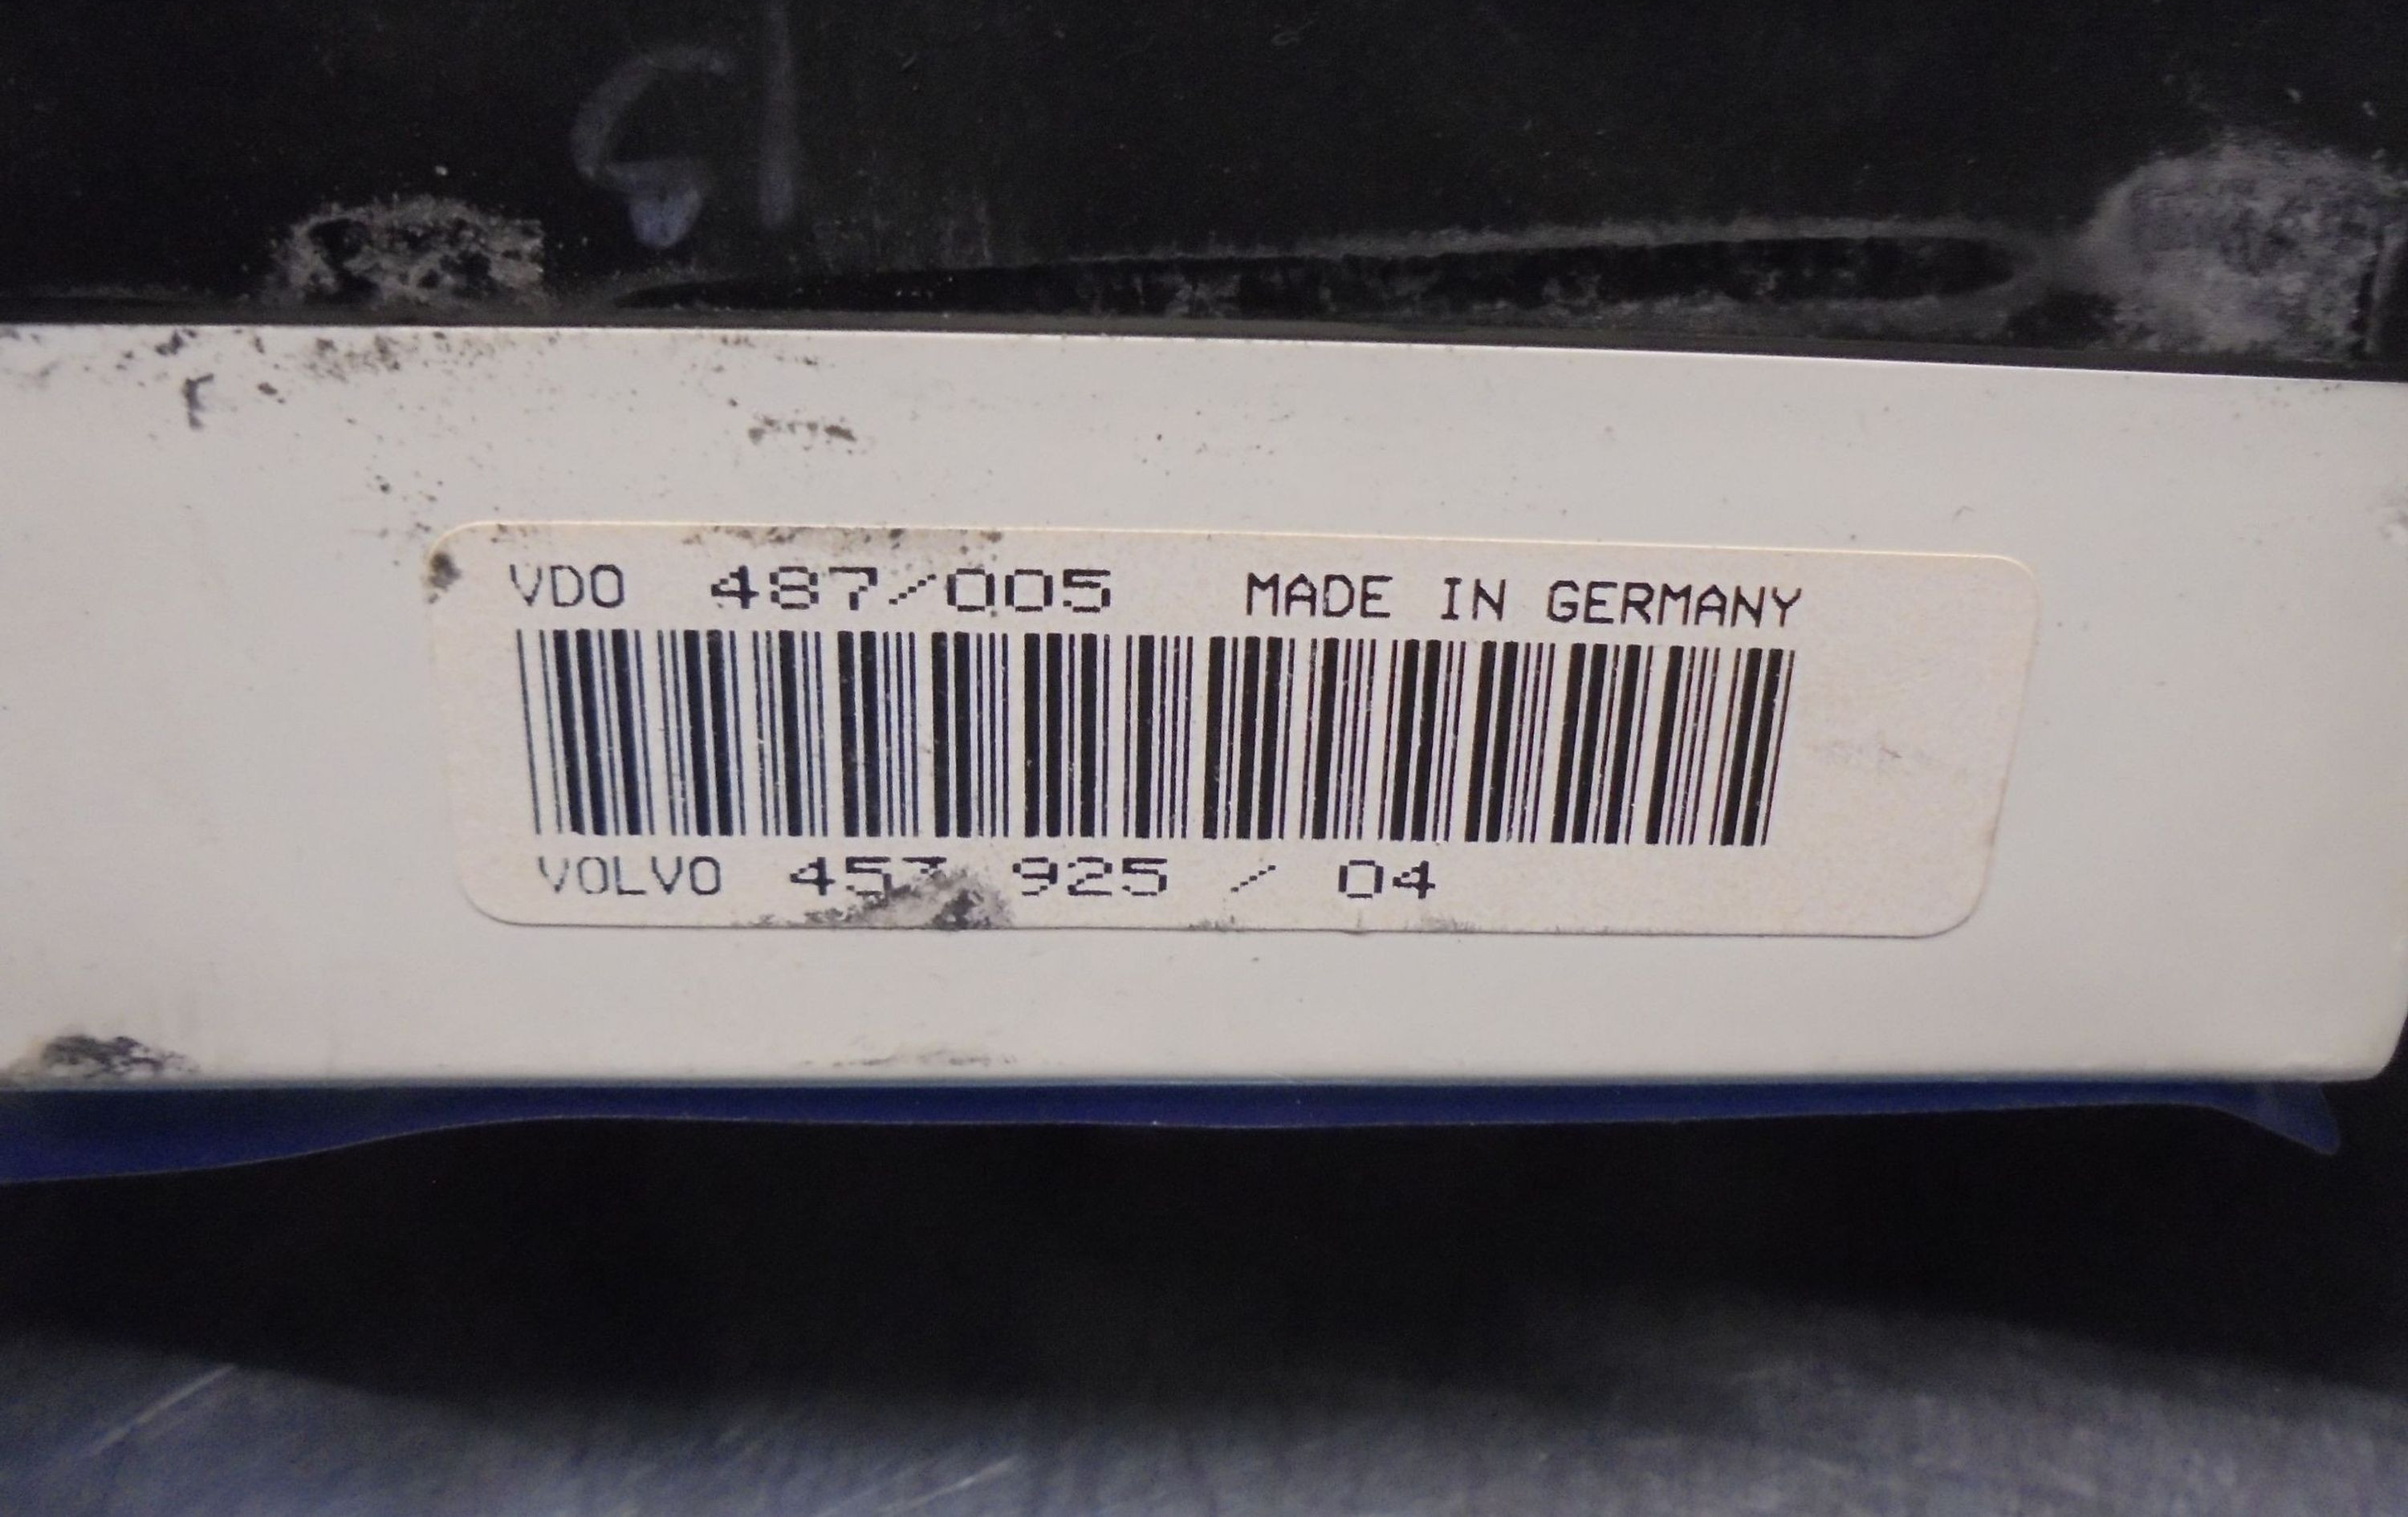 VDO 487/005 MADE IN GERMANY
VOLVO 457 925 / 04